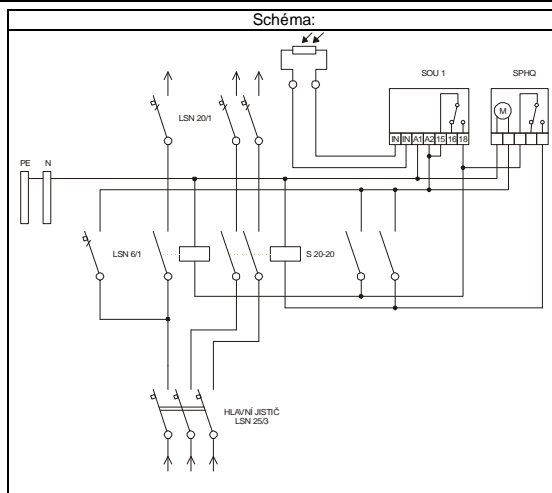 Schéma:
SOU 1
SPHQ
LSN 20/1
M
IN IN A1 A2 15 16 18
PE N
LSN 6/1
S 20-20
HLAVNÍ JISTIČ
LSN 25/3